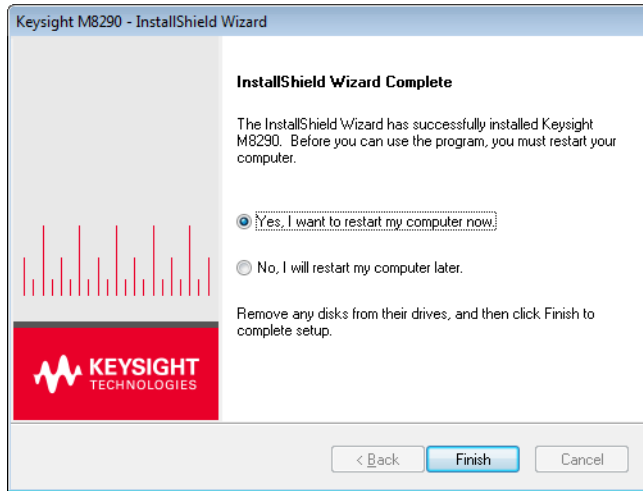 Keysight M8290 - InstallShield Wizard
InstallShield Wizard Complete
The InstallShield Wizard has successfully installed Keysight
M8290. Before you can use the program, you must restart your
computer.
Yes, I want to restart my computer now.
No, I will restart my computer later.
Remove any disks from their drives, and then click Finish to
complete setup.
KEYSIGHT
TECHNOLOGIES
< Back
Finish
Cancel